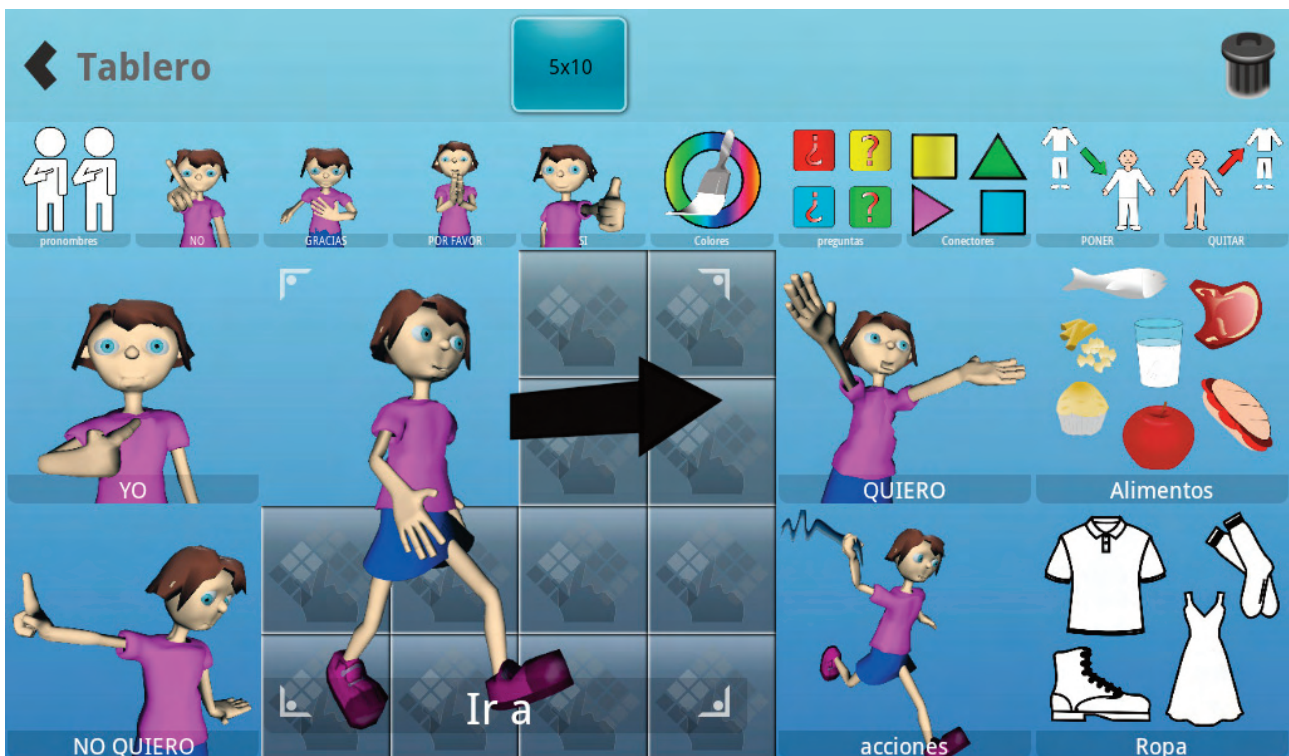 Tablero
5x10
pronombres
NO
GRACIAS
POR FAVOR
SI
Colores
preguntas
Conectores
PONER
QUITAR
¿ ?
¿ ?
YO
QUIERO
Alimentos
NO QUIERO
Ir a
acciones
Ropa